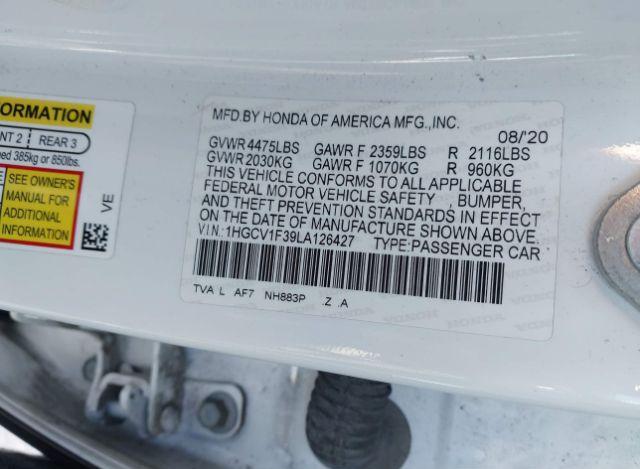 FORMATION
NT 2 REAR 3
ed 385kg or 850lbs.
SEE OWNER'S
MANUAL FOR
ADDITIONAL
INFORMATION
VE
MFD.BY HONDA OF AMERICA MFG.,INC.
08/'20
GVWR 4475LBS GAWR F 2359LBS R 2116LBS
GVWR 2030KG GAWR F 1070KG R 960KG
THIS VEHICLE CONFORMS TO ALL APPLICABLE
FEDERAL MOTOR VEHICLE SAFETY , BUMPER,
AND THEFT PREVENTION STANDARDS IN EFFECT
ON THE DATE OF MANUFACTURE SHOWN ABOVE.
VIN:1HGCV1F39LA126427 TYPE:PASSENGER CAR
TVA L AF7 NH883P .Z .A